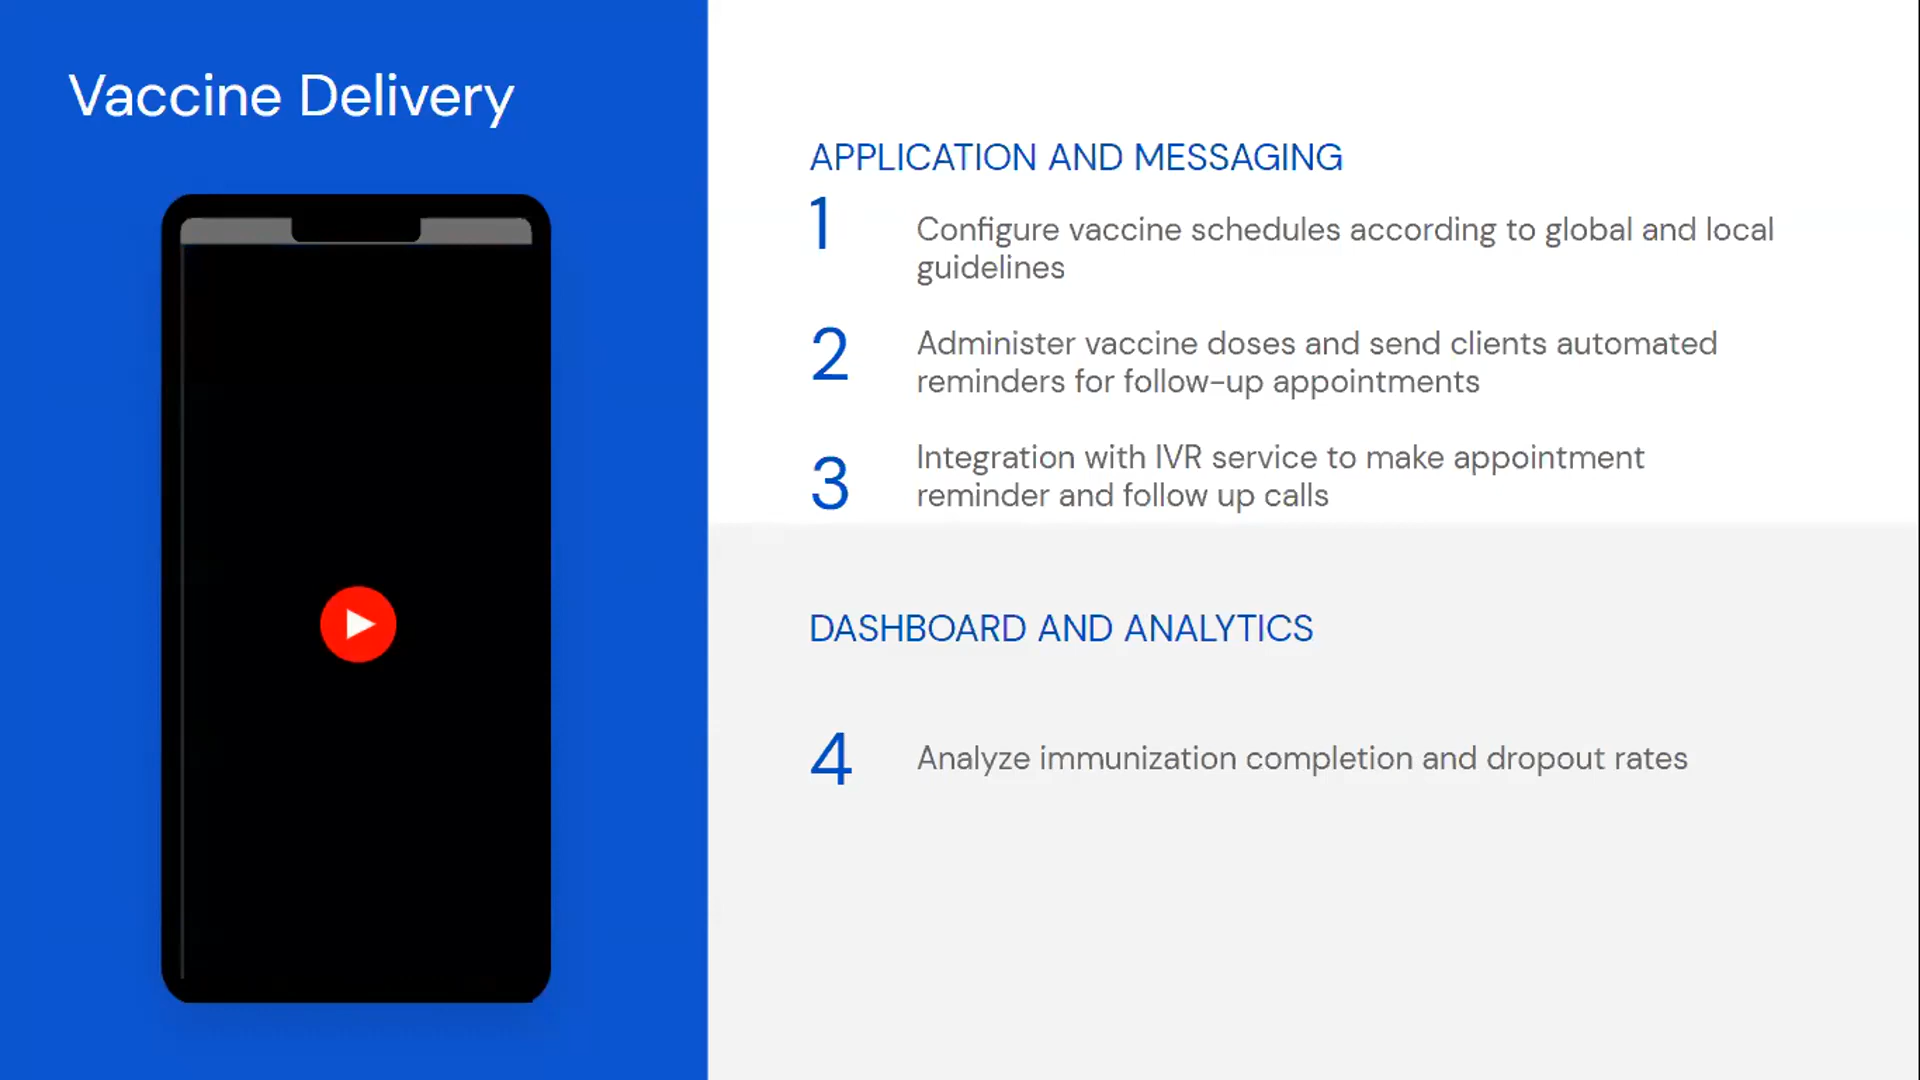 Vaccine Delivery
APPLICATION AND MESSAGING
1
Configure vaccine schedules according to global and local
guidelines
2
Administer vaccine doses and send clients automated
reminders for follow-up appointments
3
Integration with IVR service to make appointment
reminder and follow up calls
DASHBOARD AND ANALYTICS
4
Analyze immunization completion and dropout rates